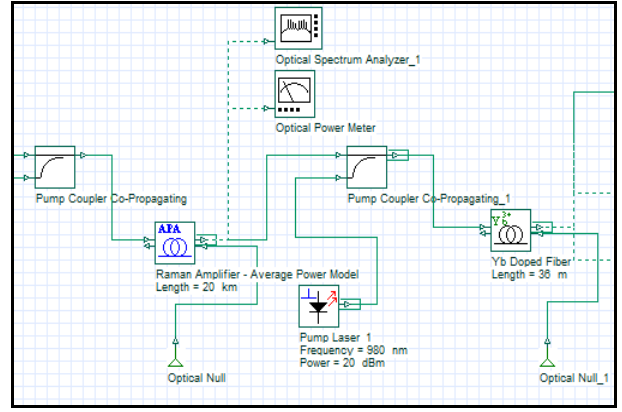 Optical Spectrum Analyzer_1
Optical Power Meter
Pump Coupler Co-Propagating
Pump Coupler Co-Propagating_1
APA
Raman Amplifier - Average Power Model
Length = 20 km
Y 3+
b
Yb Doped Fiber
Length = 36 m
Pump Laser 1
Frequency = 980 nm
Power = 20 dBm
Optical Null
Optical Null_1